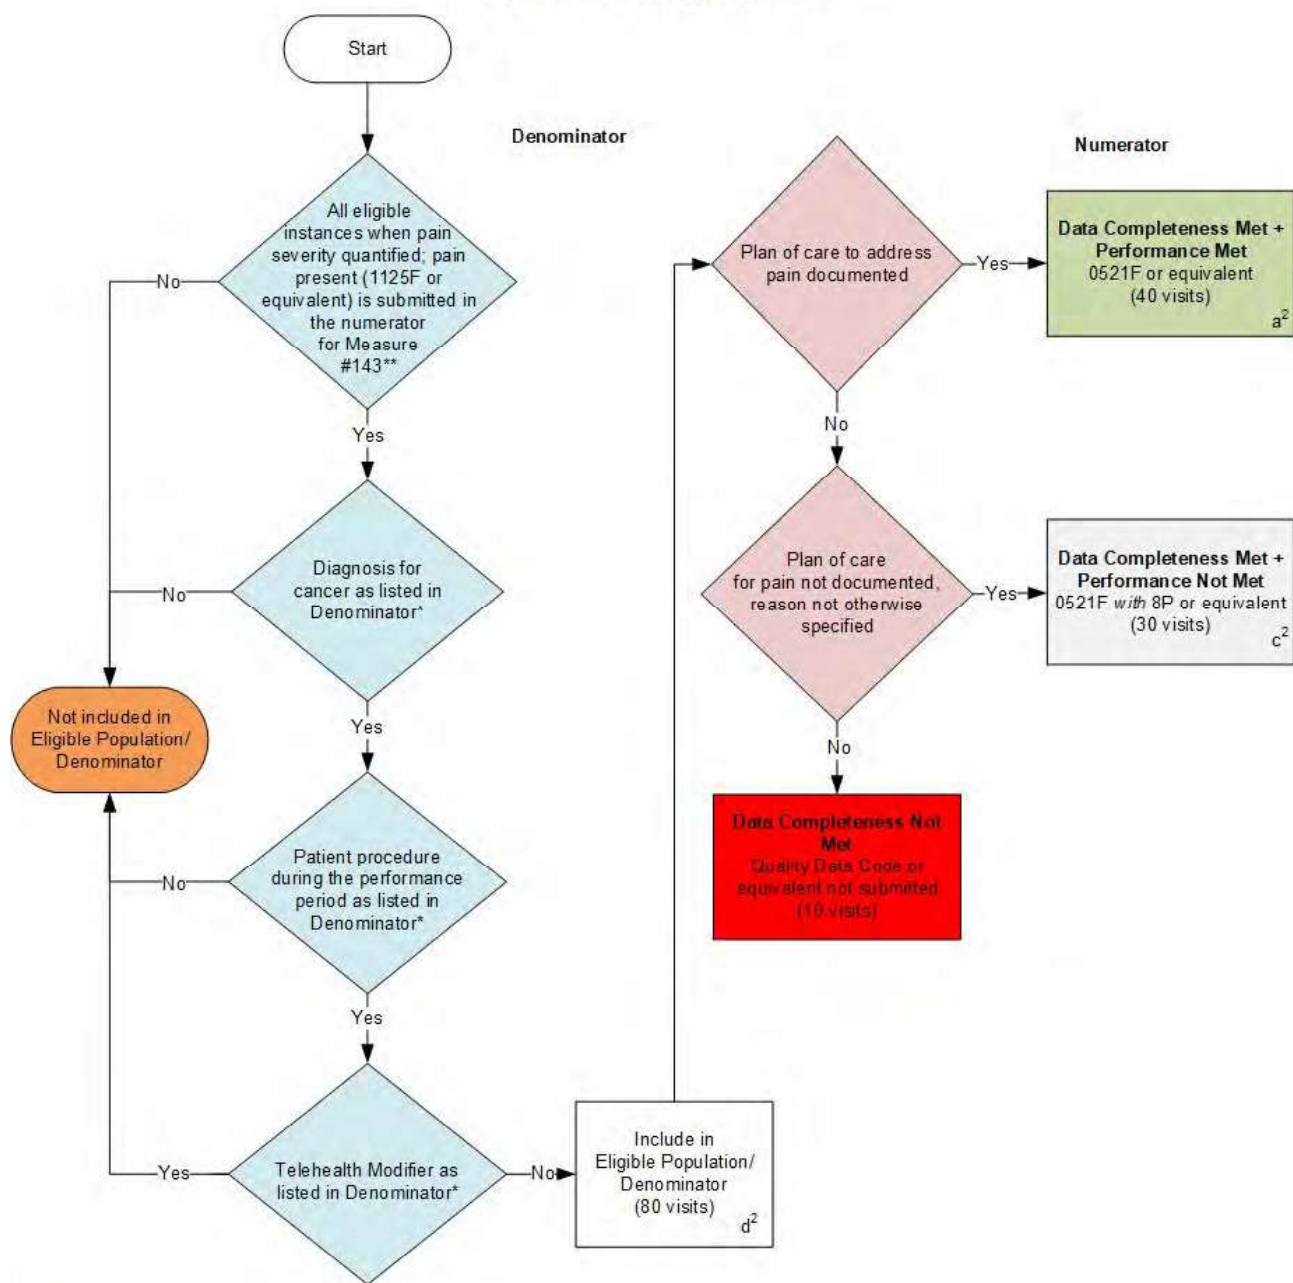 Start
Denominator
All eligible
instances when pain
severity quantified; pain
present (1125F or
equivalent) is submitted in
the numerator
for Measure
#143**
No
Yes
Diagnosis for
cancer as listed in
Denominator*
No
Yes
Not included in
Eligible Population/
Denominator
Patient procedure
during the performance
period as listed in
Denominator*
No
Yes
Telehealth Modifier as
listed in Denominator*
Yes
No
Include in
Eligible Population/
Denominator
(80 visits)
d²
Numerator
Plan of care to address
pain documented
Yes
Data Completeness Met +
Performance Met
0521F or equivalent
(40 visits)
a²
No
Plan of care
for pain not documented,
reason not otherwise
specified
Yes
Data Completeness Met +
Performance Not Met
0521F with 8P or equivalent
(30 visits)
c²
No
Data Completeness Not
Met
Quality Data Code or
equivalent not submitted
(10 visits)